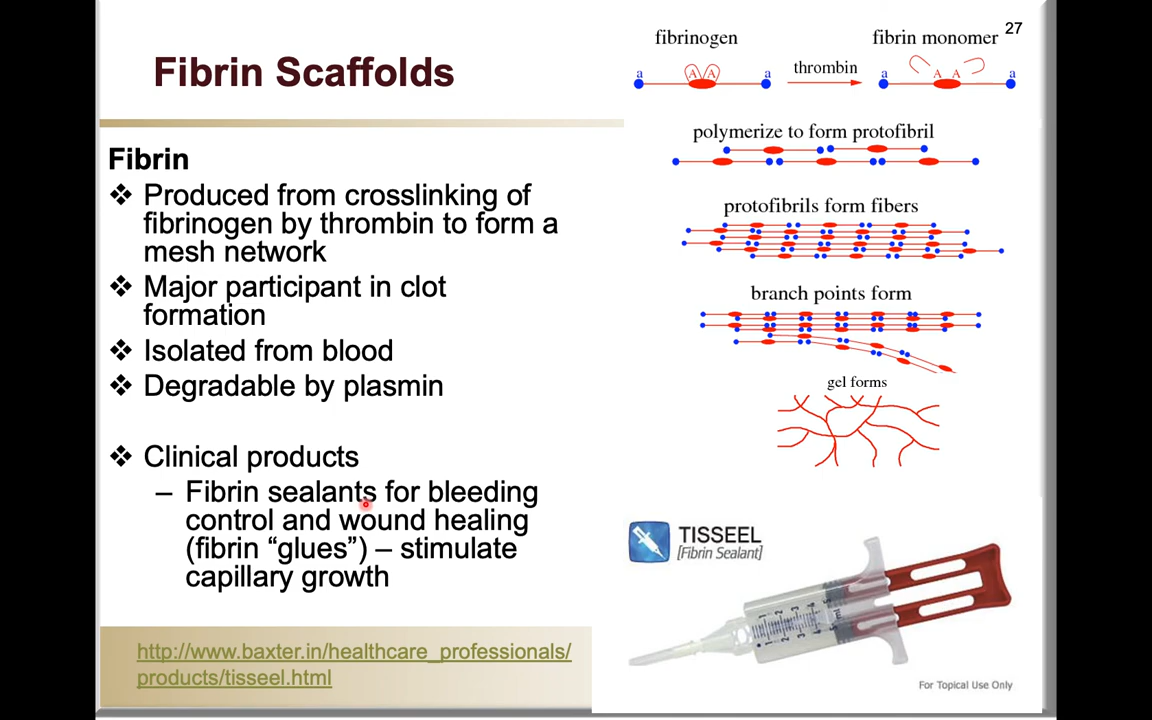 27
Fibrin Scaffolds
Fibrin
❖ Produced from crosslinking of
fibrinogen by thrombin to form a
mesh network
❖ Major participant in clot
formation
❖ Isolated from blood
❖ Degradable by plasmin
❖ Clinical products
– Fibrin sealants for bleeding
control and wound healing
(fibrin “glues”) – stimulate
capillary growth
http://www.baxter.in/healthcare_professionals/
products/tisseel.html
fibrinogen
fibrin monomer
a A A a
thrombin
a A A a
polymerize to form protofibril
protofibrils form fibers
branch points form
gel forms
TISSEEL
[Fibrin Sealant]
For Topical Use Only